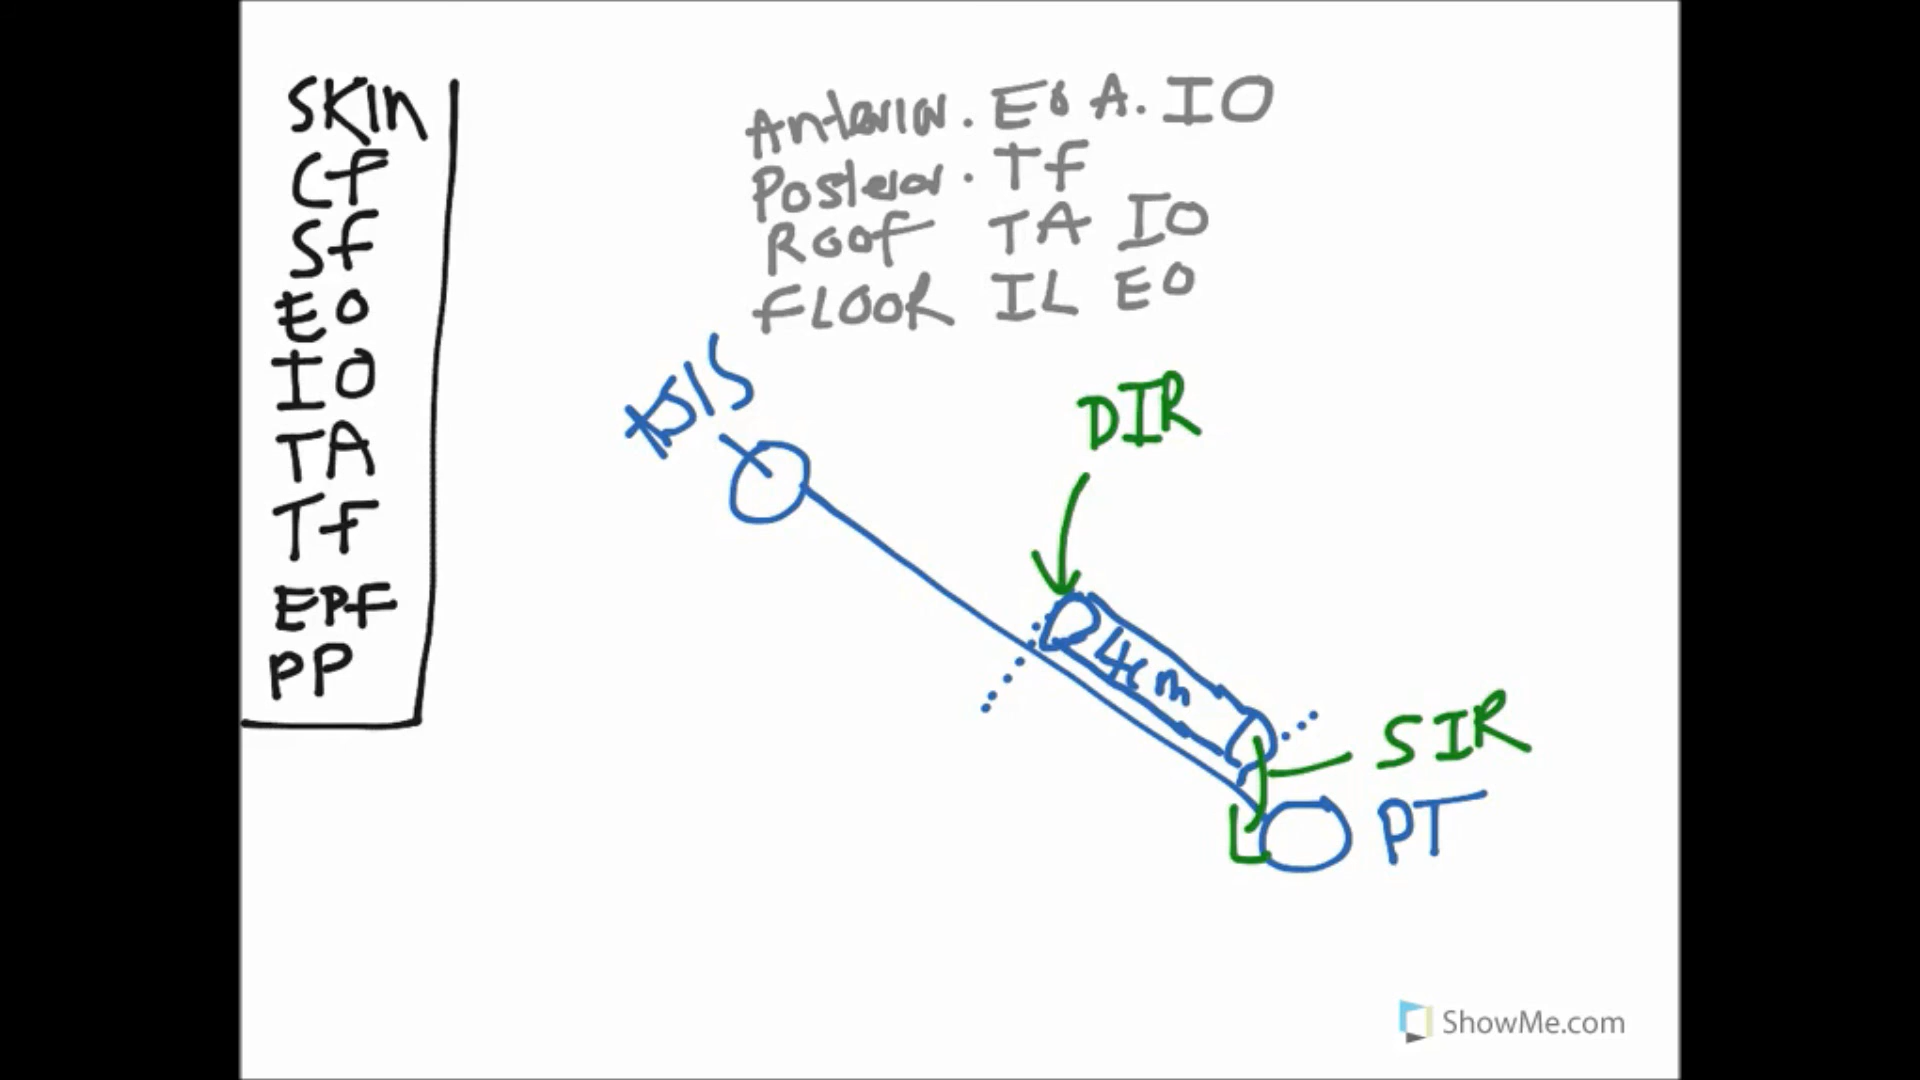 SKIn
Cf
Sf
EO
IO
TA
Tf
EPF
PP
Anterior. EO A. IO
Posterior. Tf
Roof TA IO
FLOOR IL EO
ASIS
DIR
4cm
SIR
PT
ShowMe.com